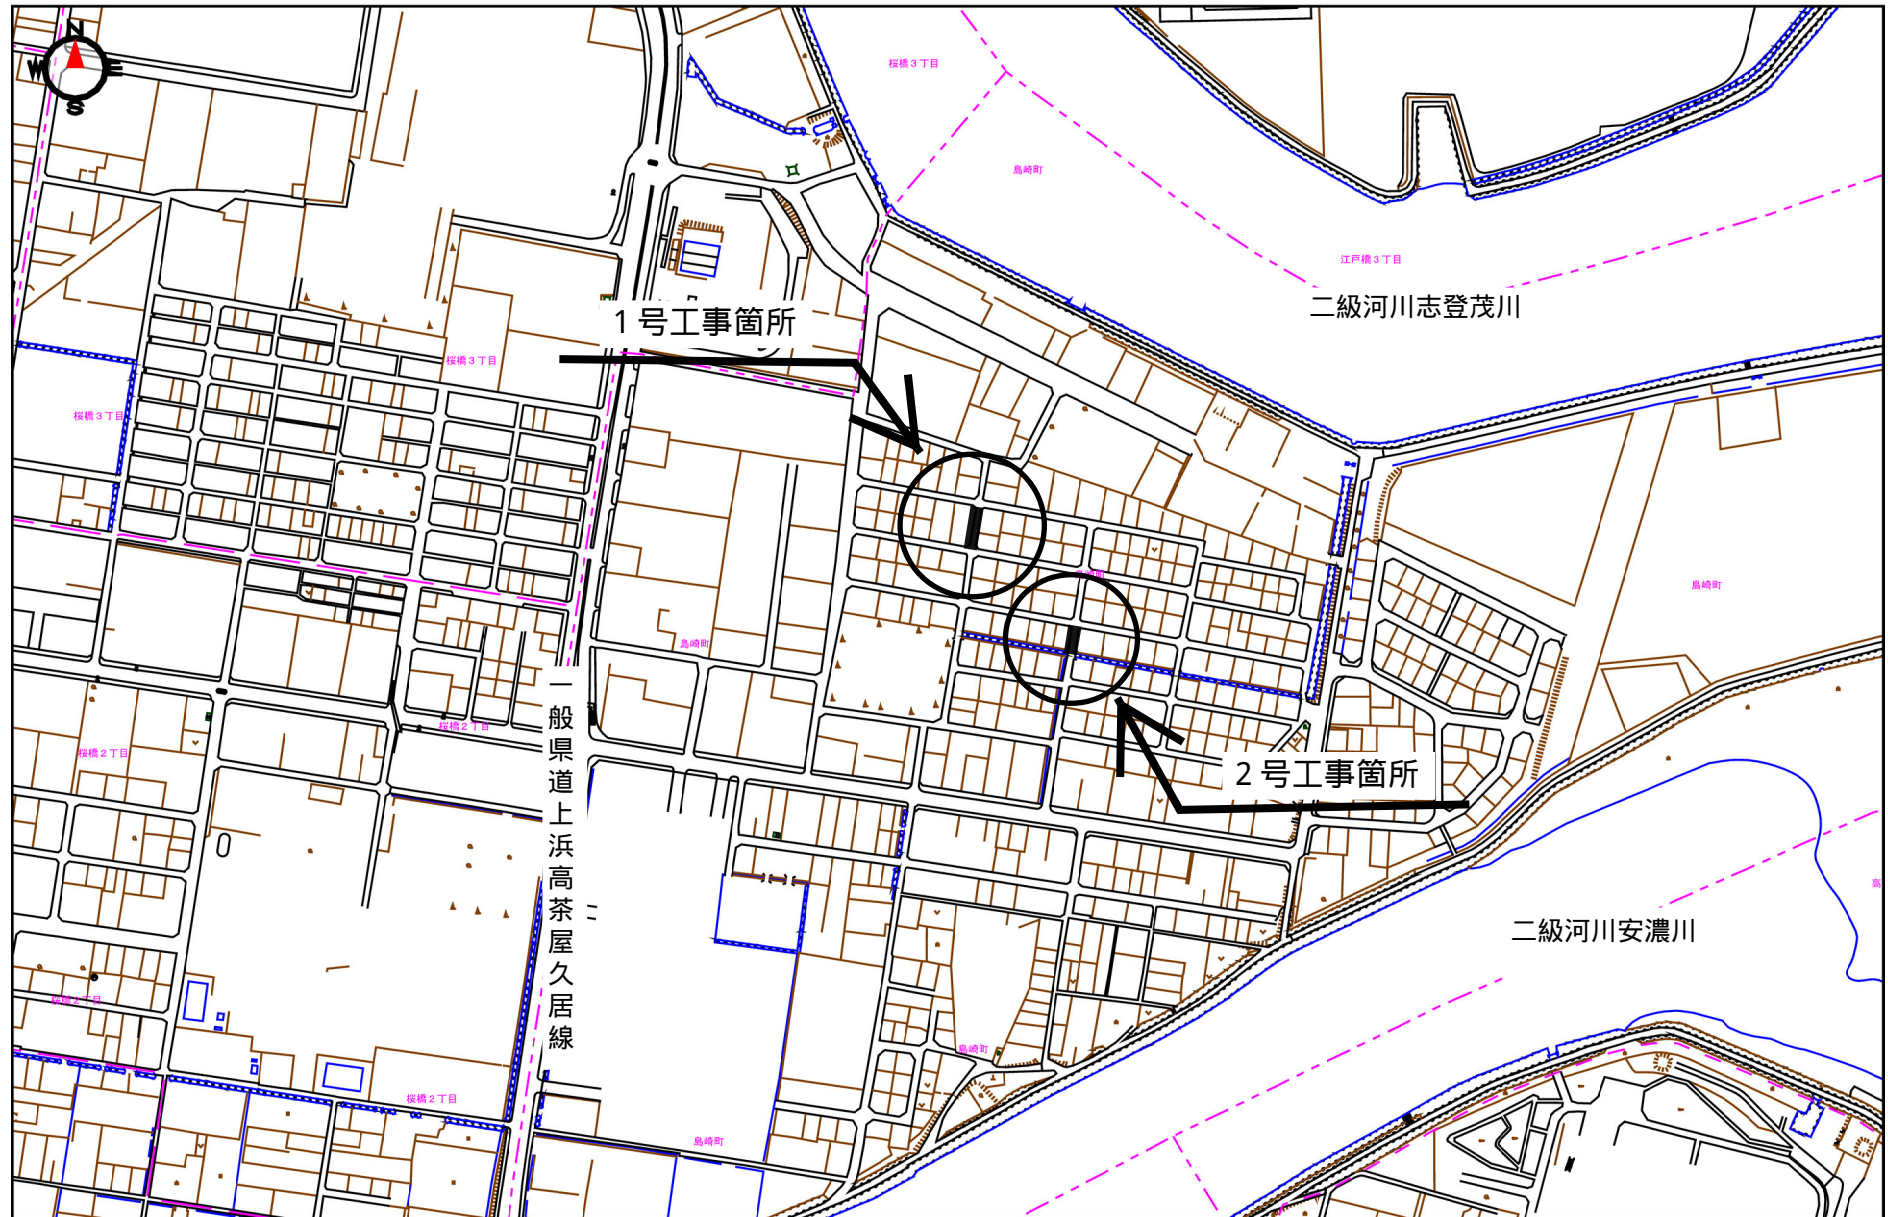 N
W
E
S
桜橋3丁目
島崎町
江戸橋3丁目
二級河川志登茂川
1号工事箇所
桜橋3丁目
桜橋3丁目
島崎町
島崎町
島崎町
桜橋2丁目
桜橋2丁目
一般県道上浜高茶屋久居線
2号工事箇所
二級河川安濃川
桜橋2丁目
島崎町
桜橋2丁目
島崎町